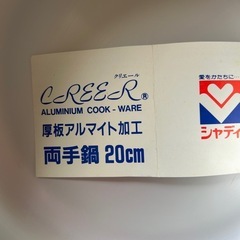 クリエール
CREER®
ALUMINIUM COOK-WARE
厚板アルマイト加工
両手鍋 20cm
愛をかたちに
シャディ